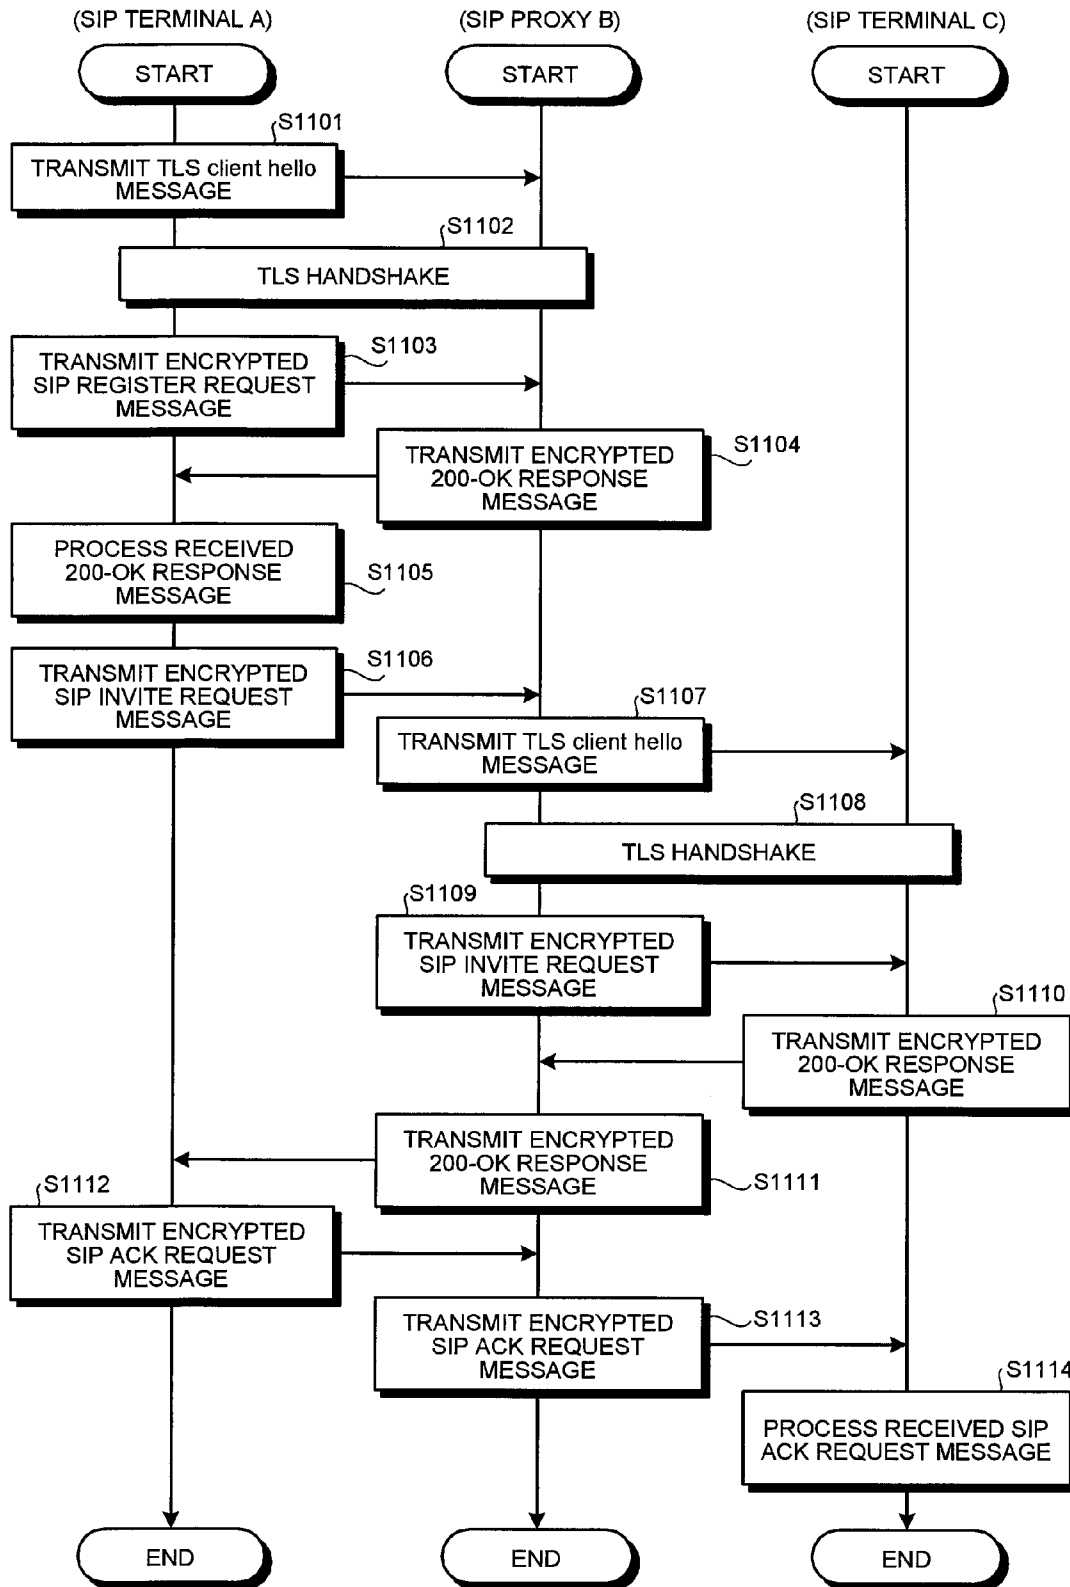 (SIP TERMINAL A)
(SIP PROXY B)
(SIP TERMINAL C)
START
START
START
S1101
TRANSMIT TLS client hello
MESSAGE
S1102
TLS HANDSHAKE
S1103
TRANSMIT ENCRYPTED
SIP REGISTER REQUEST
MESSAGE
S1104
TRANSMIT ENCRYPTED
200-OK RESPONSE
MESSAGE
PROCESS RECEIVED
200-OK RESPONSE
MESSAGE
S1105
S1106
TRANSMIT ENCRYPTED
SIP INVITE REQUEST
MESSAGE
S1107
TRANSMIT TLS client hello
MESSAGE
S1108
TLS HANDSHAKE
S1109
TRANSMIT ENCRYPTED
SIP INVITE REQUEST
MESSAGE
S1110
TRANSMIT ENCRYPTED
200-OK RESPONSE
MESSAGE
TRANSMIT ENCRYPTED
200-OK RESPONSE
MESSAGE
S1111
S1112
TRANSMIT ENCRYPTED
SIP ACK REQUEST
MESSAGE
S1113
TRANSMIT ENCRYPTED
SIP ACK REQUEST
MESSAGE
S1114
PROCESS RECEIVED SIP
ACK REQUEST MESSAGE
END
END
END